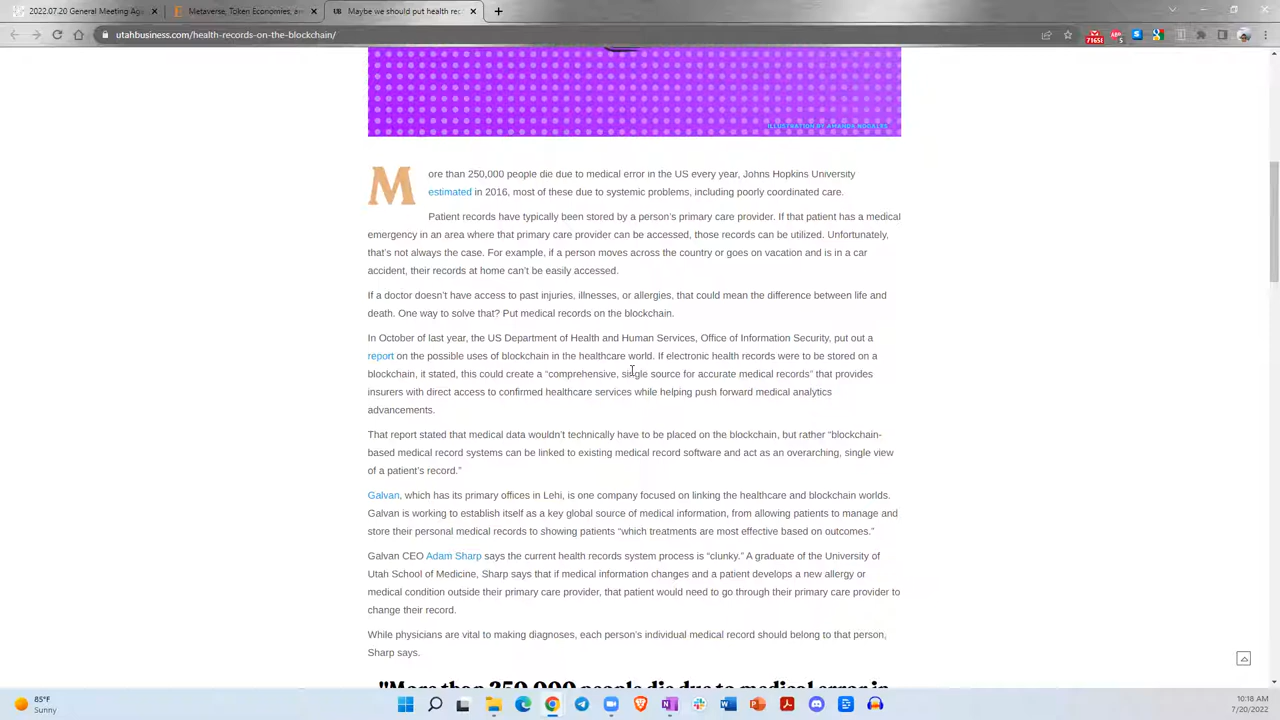 2022.07.20 General Meeting Age
Metaverse, Token Economies, an
Maybe we should put health rec
utahbusiness.com/health-records-on-the-blockchain/
ILLUSTRATION BY AMANDA NOGALES
More than 250,000 people die due to medical error in the US every year, Johns Hopkins University
estimated in 2016, most of these due to systemic problems, including poorly coordinated care.
Patient records have typically been stored by a person's primary care provider. If that patient has a medical
emergency in an area where that primary care provider can be accessed, those records can be utilized. Unfortunately,
that's not always the case. For example, if a person moves across the country or goes on vacation and is in a car
accident, their records at home can't be easily accessed.
If a doctor doesn't have access to past injuries, illnesses, or allergies, that could mean the difference between life and
death. One way to solve that? Put medical records on the blockchain.
In October of last year, the US Department of Health and Human Services, Office of Information Security, put out a
report on the possible uses of blockchain in the healthcare world. If electronic health records were to be stored on a
blockchain, it stated, this could create a “comprehensive, single source for accurate medical records” that provides
insurers with direct access to confirmed healthcare services while helping push forward medical analytics
advancements.
That report stated that medical data wouldn't technically have to be placed on the blockchain, but rather “blockchain-
based medical record systems can be linked to existing medical record software and act as an overarching, single view
of a patient's record.”
Galvan, which has its primary offices in Lehi, is one company focused on linking the healthcare and blockchain worlds.
Galvan is working to establish itself as a key global source of medical information, from allowing patients to manage and
store their personal medical records to showing patients “which treatments are most effective based on outcomes.”
Galvan CEO Adam Sharp says the current health records system process is “clunky.” A graduate of the University of
Utah School of Medicine, Sharp says that if medical information changes and a patient develops a new allergy or
medical condition outside their primary care provider, that patient would need to go through their primary care provider to
change their record.
While physicians are vital to making diagnoses, each person's individual medical record should belong to that person,
Sharp says.
"More than 250,000 people die due to medical error in
85°F
Sunny
10:18 AM
7/20/2022